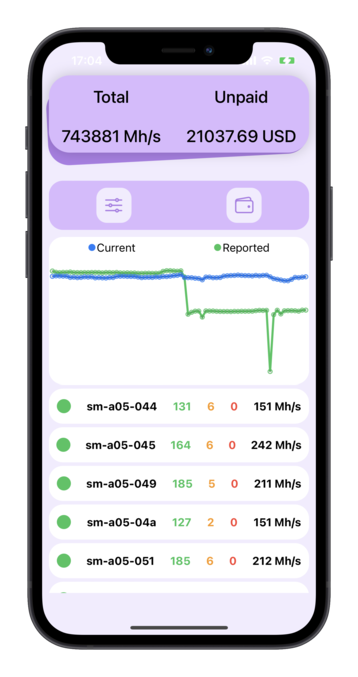 17:04
Total Unpaid
743881 Mh/s 21037.69 USD
Current Reported
sm-a05-044 131 6 0 151 Mh/s
sm-a05-045 164 6 0 242 Mh/s
sm-a05-049 185 5 0 211 Mh/s
sm-a05-04a 127 2 0 151 Mh/s
sm-a05-051 185 6 0 212 Mh/s